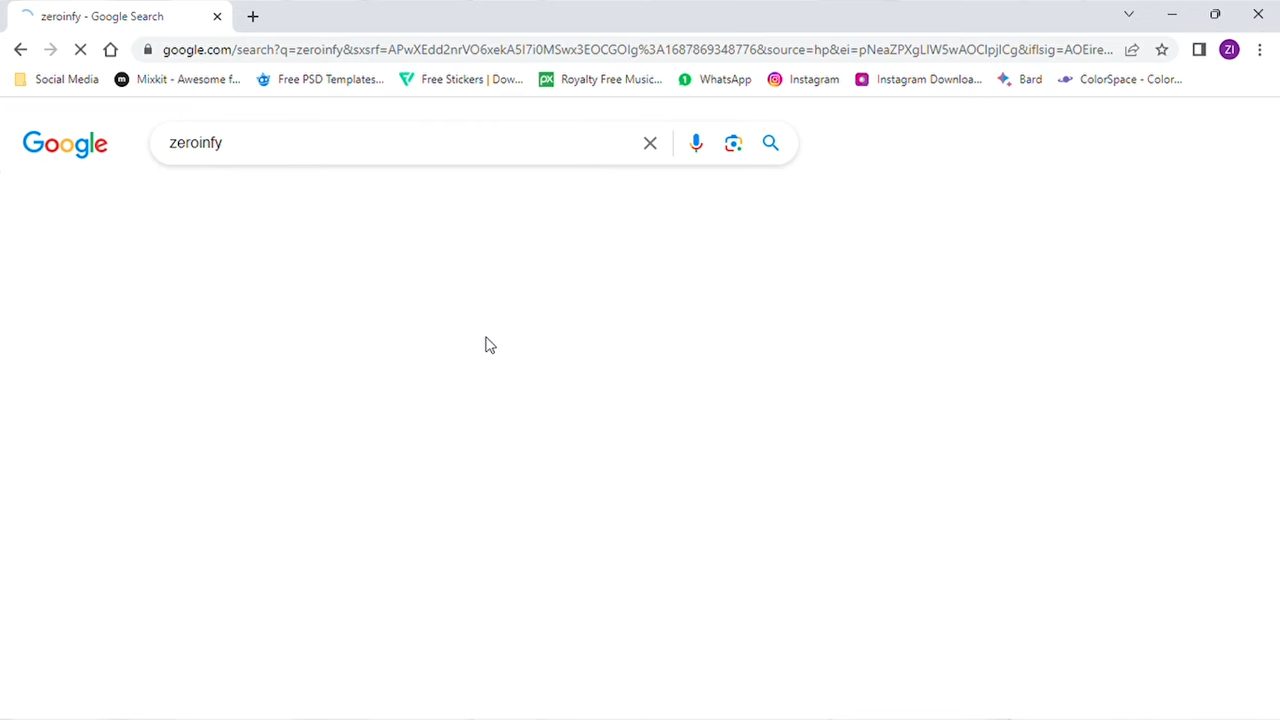 zeroinfy - Google Search
google.com/search?q=zeroinfy&sxsrf=APwXEdd2nrVO6xekA5I7i0MSwx3EOCGOIg%3A1687869348776&source=hp&ei=pNeaZPXgLIW5wAOClpjICg&iflsig=AOEire... ZI
Social Media Mixkit - Awesome f... Free PSD Templates... Free Stickers | Dow... px Royalty Free Music... 1 WhatsApp Instagram Instagram Downloa... Bard ColorSpace - Color...
Google zeroinfy